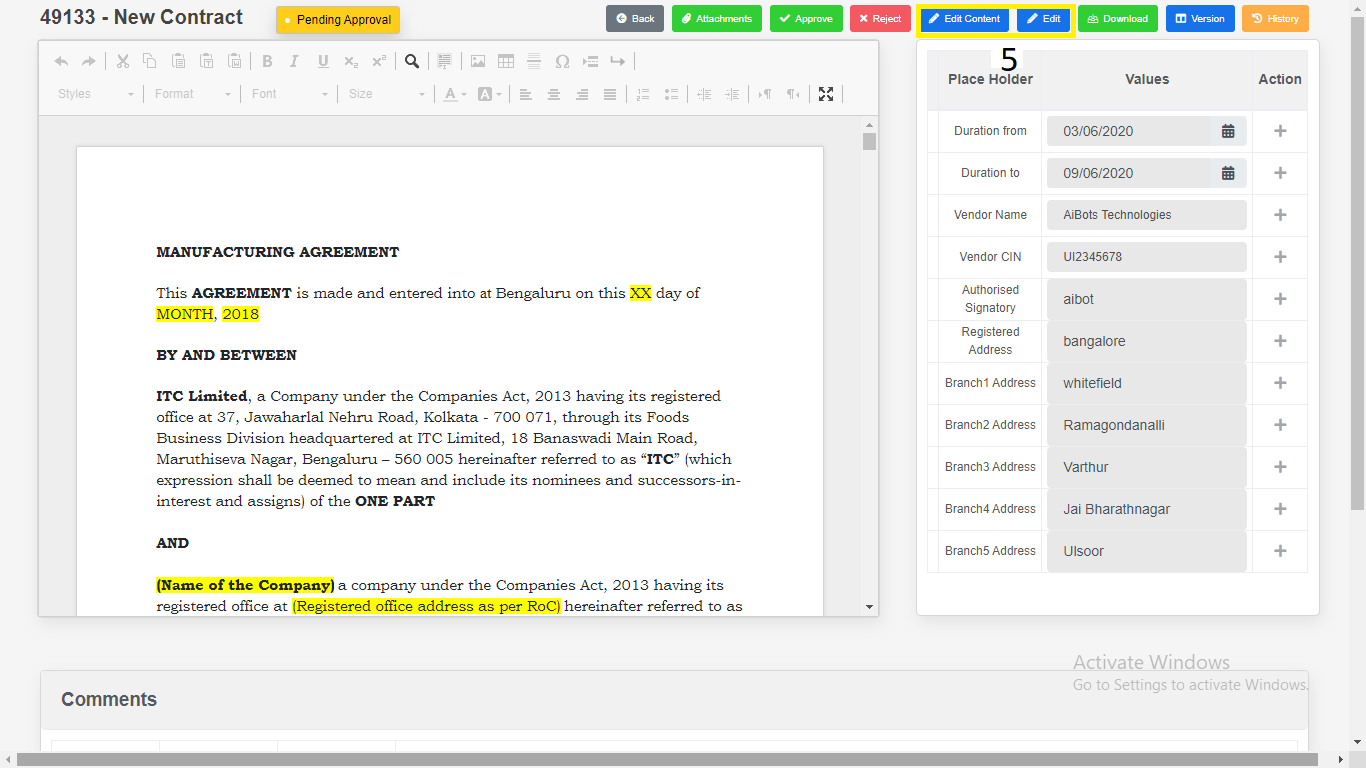 49133 - New Contract
Pending Approval
Back
Attachments
Approve
Reject
Edit Content
Edit
Download
Version
History
5
B I U x₂ x² Ω
Styles
Format
Font
Size
A
A
MANUFACTURING AGREEMENT
This AGREEMENT is made and entered into at Bengaluru on this XX day of
MONTH, 2018
BY AND BETWEEN
ITC Limited, a Company under the Companies Act, 2013 having its registered
office at 37, Jawaharlal Nehru Road, Kolkata - 700 071, through its Foods
Business Division headquartered at ITC Limited, 18 Banaswadi Main Road,
Maruthiseva Nagar, Bengaluru – 560 005 hereinafter referred to as “ITC” (which
expression shall be deemed to mean and include its nominees and successors-in-
interest and assigns) of the ONE PART
AND
(Name of the Company) a company under the Companies Act, 2013 having its
registered office at (Registered office address as per RoC) hereinafter referred to as
Place Holder Values Action
Duration from 03/06/2020
Duration to 09/06/2020
Vendor Name AiBots Technologies
Vendor CIN UI2345678
Authorised
Signatory aibot
Registered
Address bangalore
Branch1 Address whitefield
Branch2 Address Ramagondanalli
Branch3 Address Varthur
Branch4 Address Jai Bharathnagar
Branch5 Address Ulsoor
Activate Windows
Go to Settings to activate Windows.
Comments